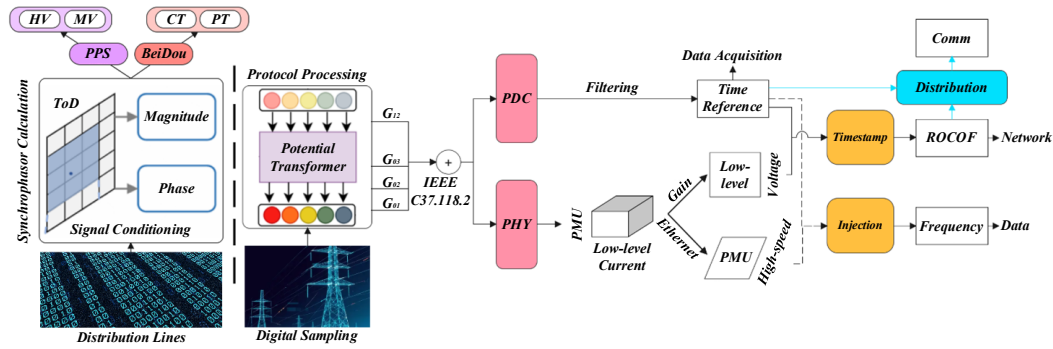 HV
MV
CT
PT
PPS
BeiDou
Synchrophasor Calculation
ToD
Magnitude
Phase
Signal Conditioning
Distribution Lines
Protocol Processing
Potential
Transformer
Digital Sampling
G12
G03
G02
G01
+
IEEE
C37.118.2
PDC
PHY
Filtering
Data Acquisition
Time
Reference
Comm
Distribution
Timestamp
ROCOF
Network
PMU
Low-level
Current
Gain
Ethernet
Low-
level
Voltage
PMU
High-speed
Injection
Frequency
Data